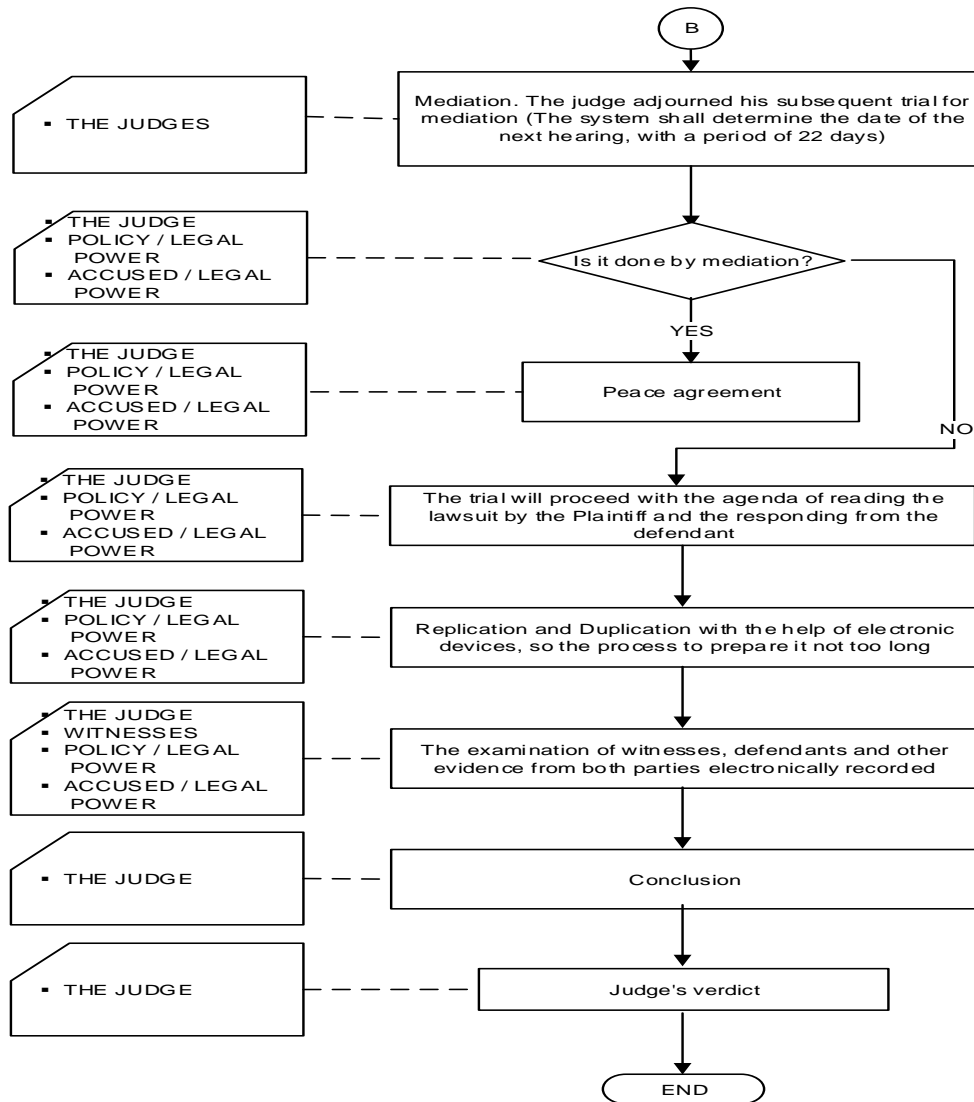 B
Mediation. The judge adjourned his subsequent trial for
mediation (The system shall determine the date of the
next hearing, with a period of 22 days)
▪ THE JUDGES
▪ THE JUDGE
▪ POLICY / LEGAL
POWER
▪ ACCUSED / LEGAL
POWER
Is it done by mediation?
YES
▪ THE JUDGE
▪ POLICY / LEGAL
POWER
▪ ACCUSED / LEGAL
POWER
Peace agreement
NO
▪ THE JUDGE
▪ POLICY / LEGAL
POWER
▪ ACCUSED / LEGAL
POWER
The trial will proceed with the agenda of reading the
lawsuit by the Plaintiff and the responding from the
defendant
▪ THE JUDGE
▪ POLICY / LEGAL
POWER
▪ ACCUSED / LEGAL
POWER
Replication and Duplication with the help of electronic
devices, so the process to prepare it not too long
▪ THE JUDGE
▪ WITNESSES
▪ POLICY / LEGAL
POWER
▪ ACCUSED / LEGAL
POWER
The examination of witnesses, defendants and other
evidence from both parties electronically recorded
▪ THE JUDGE
Conclusion
▪ THE JUDGE
Judge's verdict
END